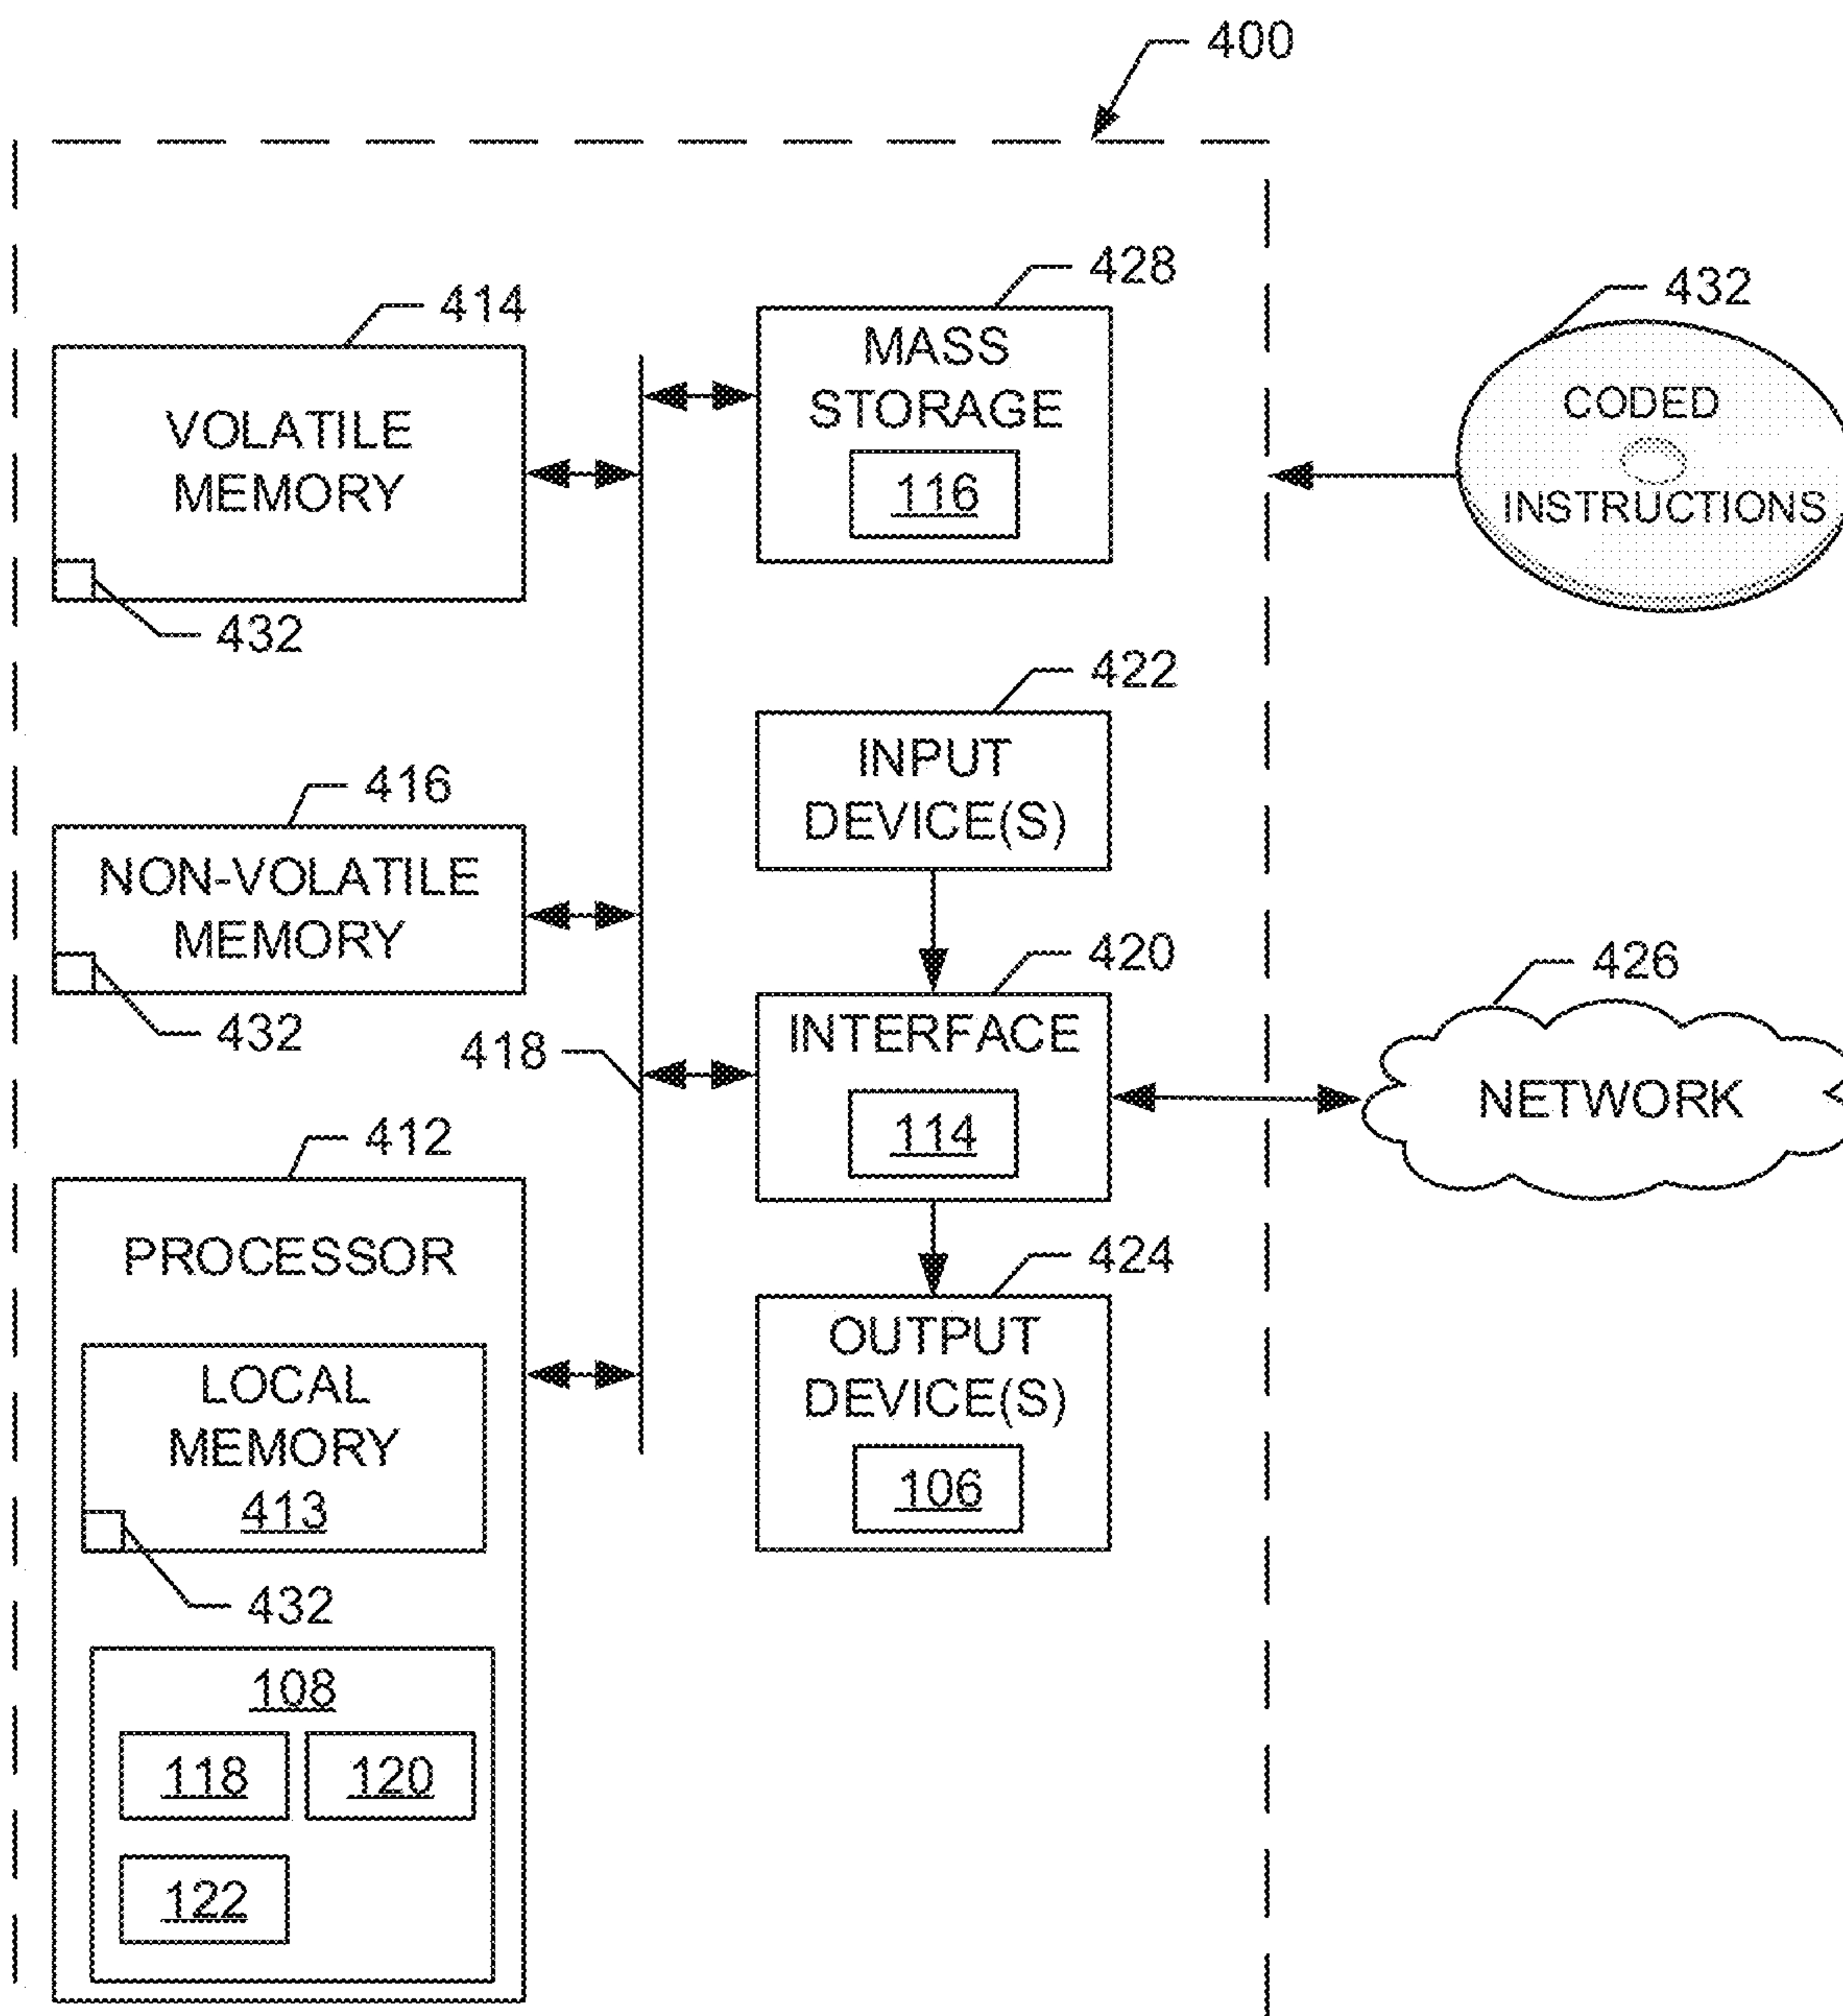 400
428
414
432
MASS
STORAGE
116
VOLATILE
MEMORY
432
CODED
INSTRUCTIONS
422
INPUT
DEVICE(S)
416
NON-VOLATILE
MEMORY
432
420
INTERFACE
114
418
426
NETWORK
412
PROCESSOR
LOCAL
MEMORY
413
432
424
OUTPUT
DEVICE(S)
106
108
118
120
122